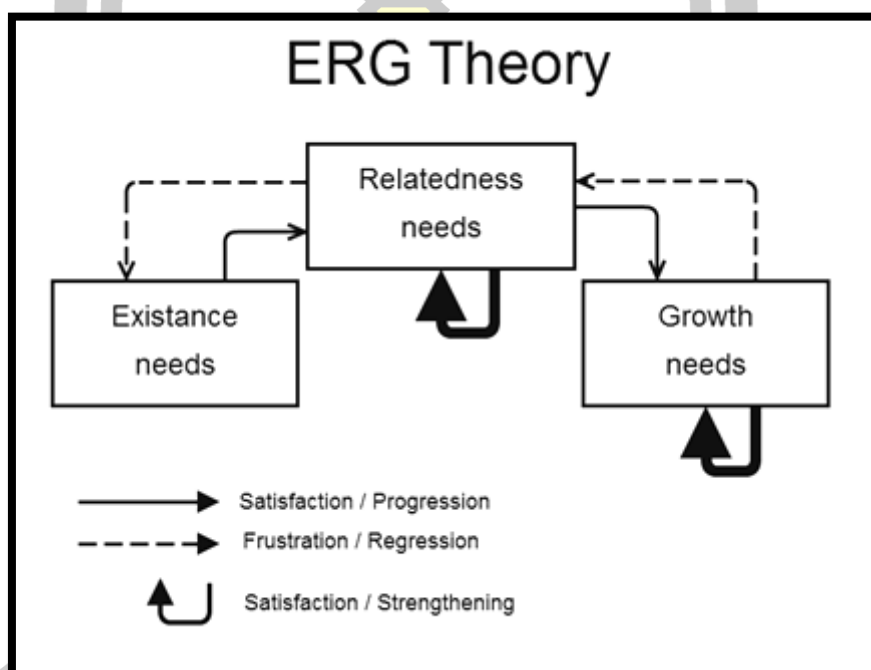 ERG Theory
Relatedness
needs
Existance
needs
Growth
needs
Satisfaction / Progression
Frustration / Regression
Satisfaction / Strengthening